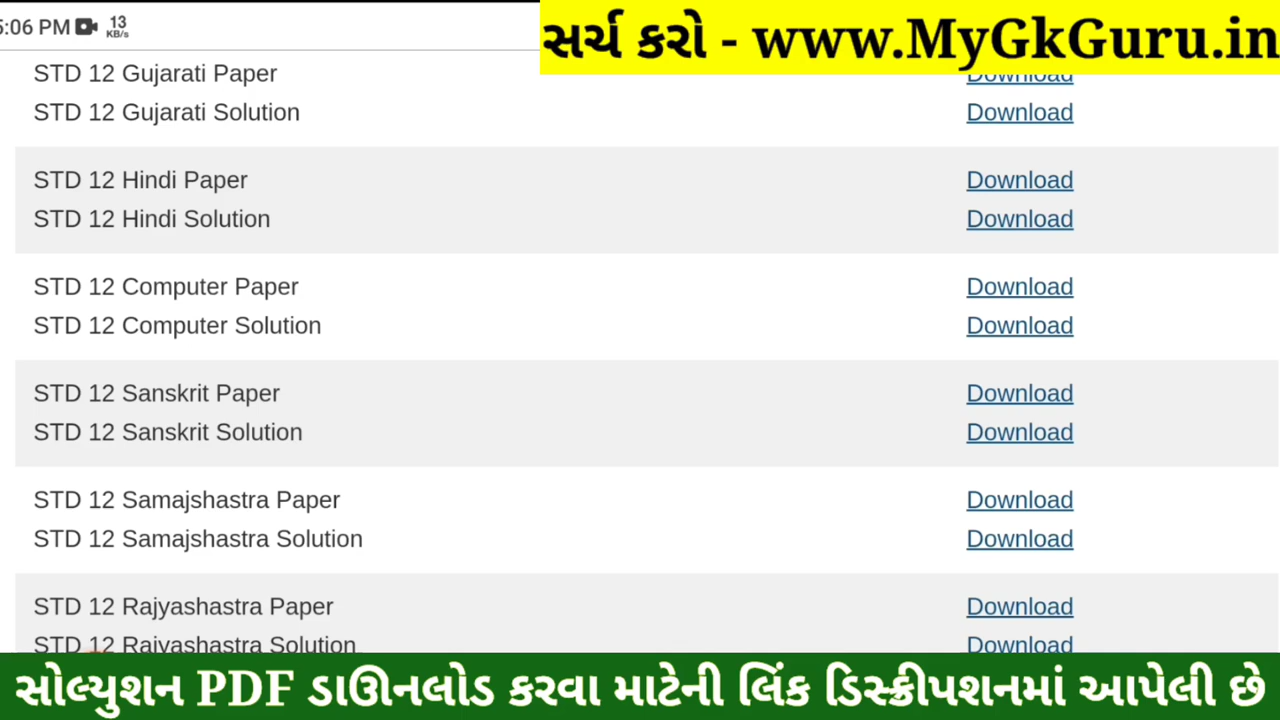 5:06 PM 13 KB/s
સર્ચ કરો - www.MyGkGuru.in
STD 12 Gujarati Paper Download
STD 12 Gujarati Solution Download
STD 12 Hindi Paper Download
STD 12 Hindi Solution Download
STD 12 Computer Paper Download
STD 12 Computer Solution Download
STD 12 Sanskrit Paper Download
STD 12 Sanskrit Solution Download
STD 12 Samajshastra Paper Download
STD 12 Samajshastra Solution Download
STD 12 Rajyashastra Paper Download
STD 12 Rajyashastra Solution Download
સોલ્યુશન PDF ડાઊનલોડ કરવા માટેની લિંક ડિસ્ક્રીપશનમાં આપેલી છે